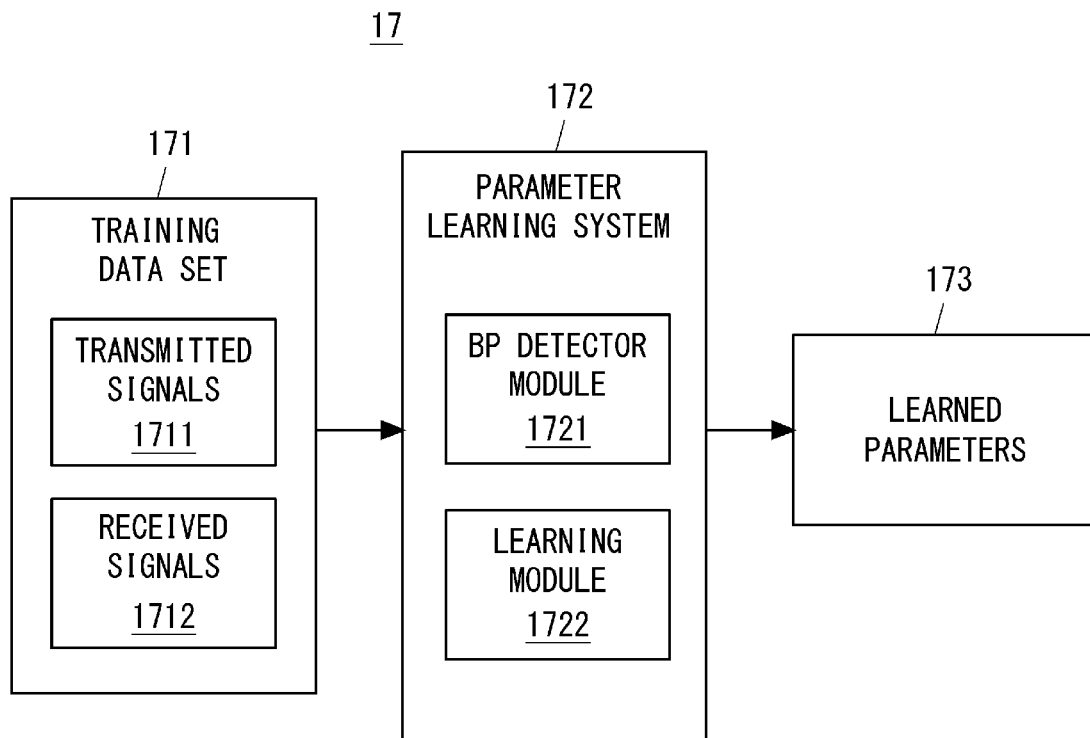 17
171
TRAINING
DATA SET
TRANSMITTED
SIGNALS
1711
RECEIVED
SIGNALS
1712
172
PARAMETER
LEARNING SYSTEM
BP DETECTOR
MODULE
1721
LEARNING
MODULE
1722
173
LEARNED
PARAMETERS